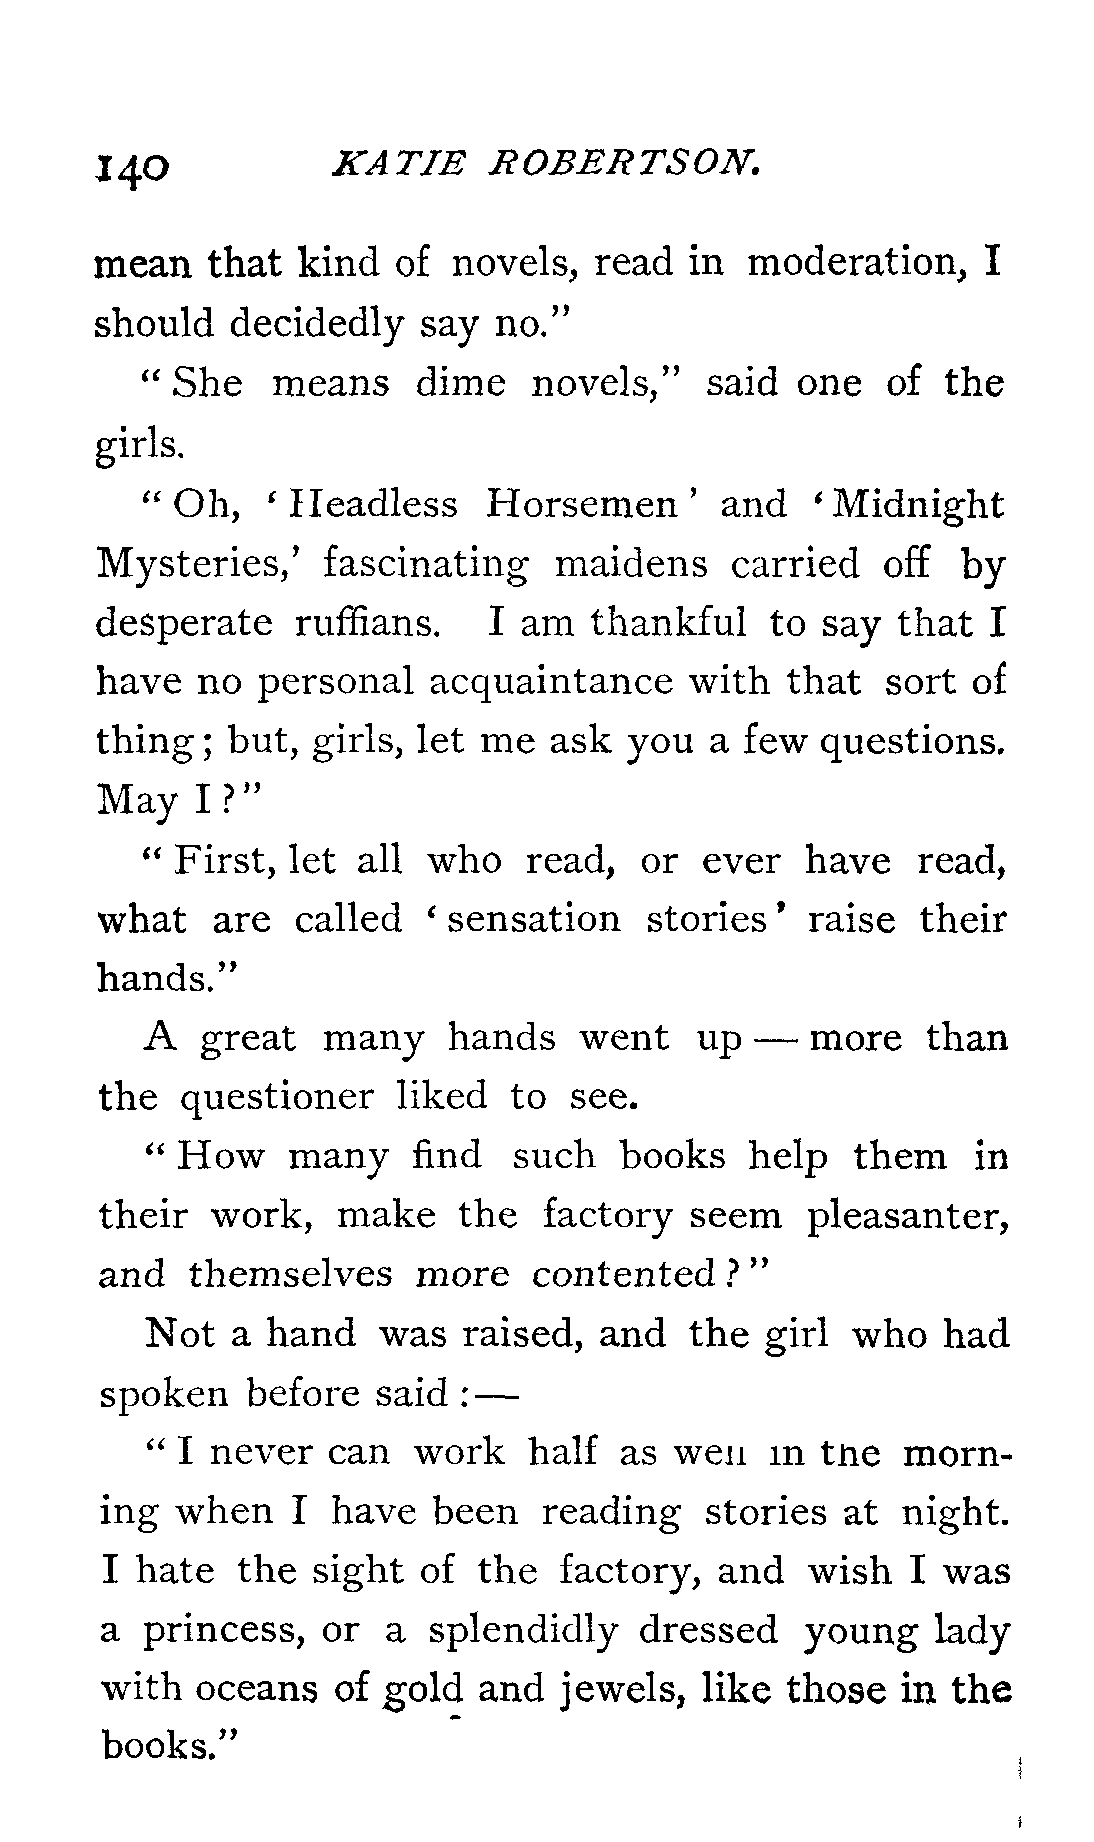 140 KATIE ROBERTSON.
mean that kind of novels, read in moderation, I
should decidedly say no."
" She means dime novels," said one of the
girls.
" Oh, ' Headless Horsemen ' and ' Midnight
Mysteries,' fascinating maidens carried off by
desperate ruffians. I am thankful to say that I
have no personal acquaintance with that sort of
thing ; but, girls, let me ask you a few questions.
May I ? "
" First, let all who read, or ever have read,
what are called ' sensation stories ' raise their
hands."
A great many hands went up — more than
the questioner liked to see.
" How many find such books help them in
their work, make the factory seem pleasanter,
and themselves more contented ? "
Not a hand was raised, and the girl who had
spoken before said : —
" I never can work half as well in the morn-
ing when I have been reading stories at night.
I hate the sight of the factory, and wish I was
a princess, or a splendidly dressed young lady
with oceans of gold and jewels, like those in the
books."